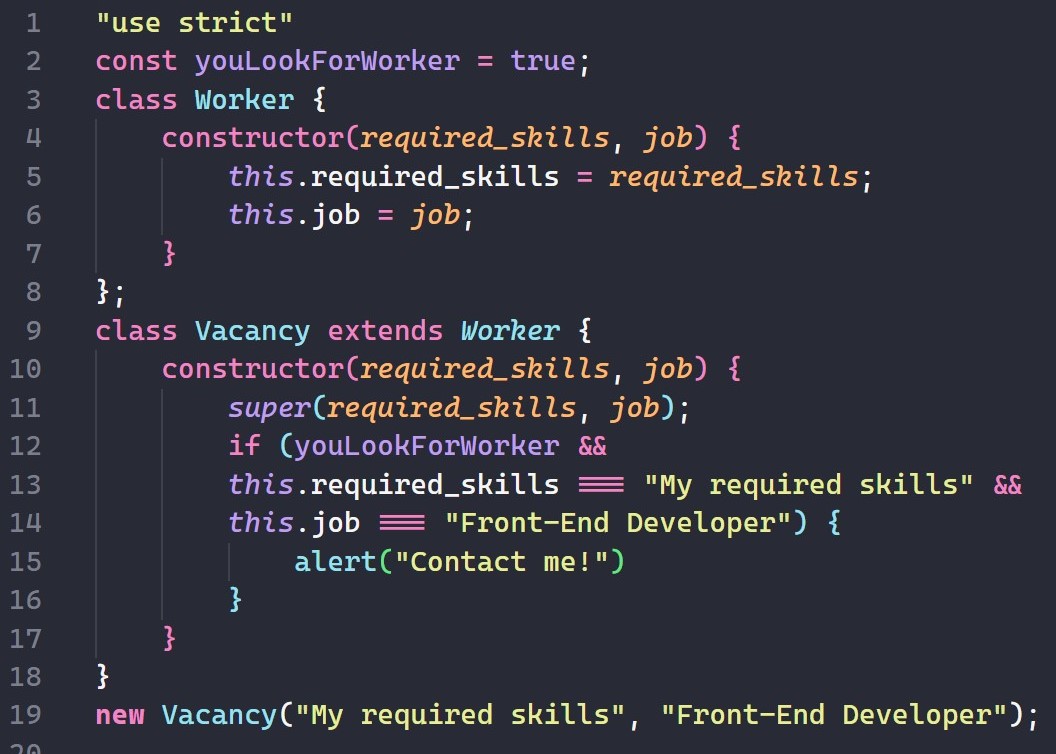 1 "use strict"
2 const youLookForWorker = true;
3 class Worker {
4 constructor(required_skills, job) {
5 this.required_skills = required_skills;
6 this.job = job;
7 }
8 };
9 class Vacancy extends Worker {
10 constructor(required_skills, job) {
11 super(required_skills, job);
12 if (youLookForWorker &&
13 this.required_skills === "My required skills" &&
14 this.job === "Front-End Developer") {
15 alert("Contact me!")
16 }
17 }
18 }
19 new Vacancy("My required skills", "Front-End Developer");
20